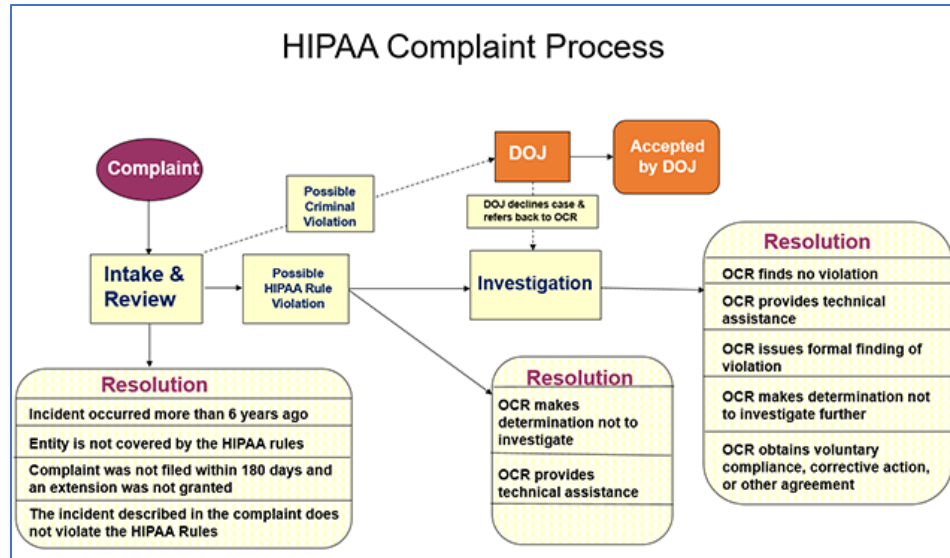 HIPAA Complaint Process
Complaint
DOJ
Accepted
by DOJ
Possible
Criminal
Violation
DOJ declines case &
refers back to OCR
Intake &
Review
Possible
HIPAA Rule
Violation
Investigation
Resolution
OCR finds no violation
OCR provides technical
assistance
OCR issues formal finding of
violation
OCR makes determination not
to investigate further
OCR obtains voluntary
compliance, corrective action,
or other agreement
Resolution
Incident occurred more than 6 years ago
Entity is not covered by the HIPAA rules
Complaint was not filed within 180 days and
an extension was not granted
The incident described in the complaint does
not violate the HIPAA Rules
Resolution
OCR makes
determination not to
investigate
OCR provides
technical assistance